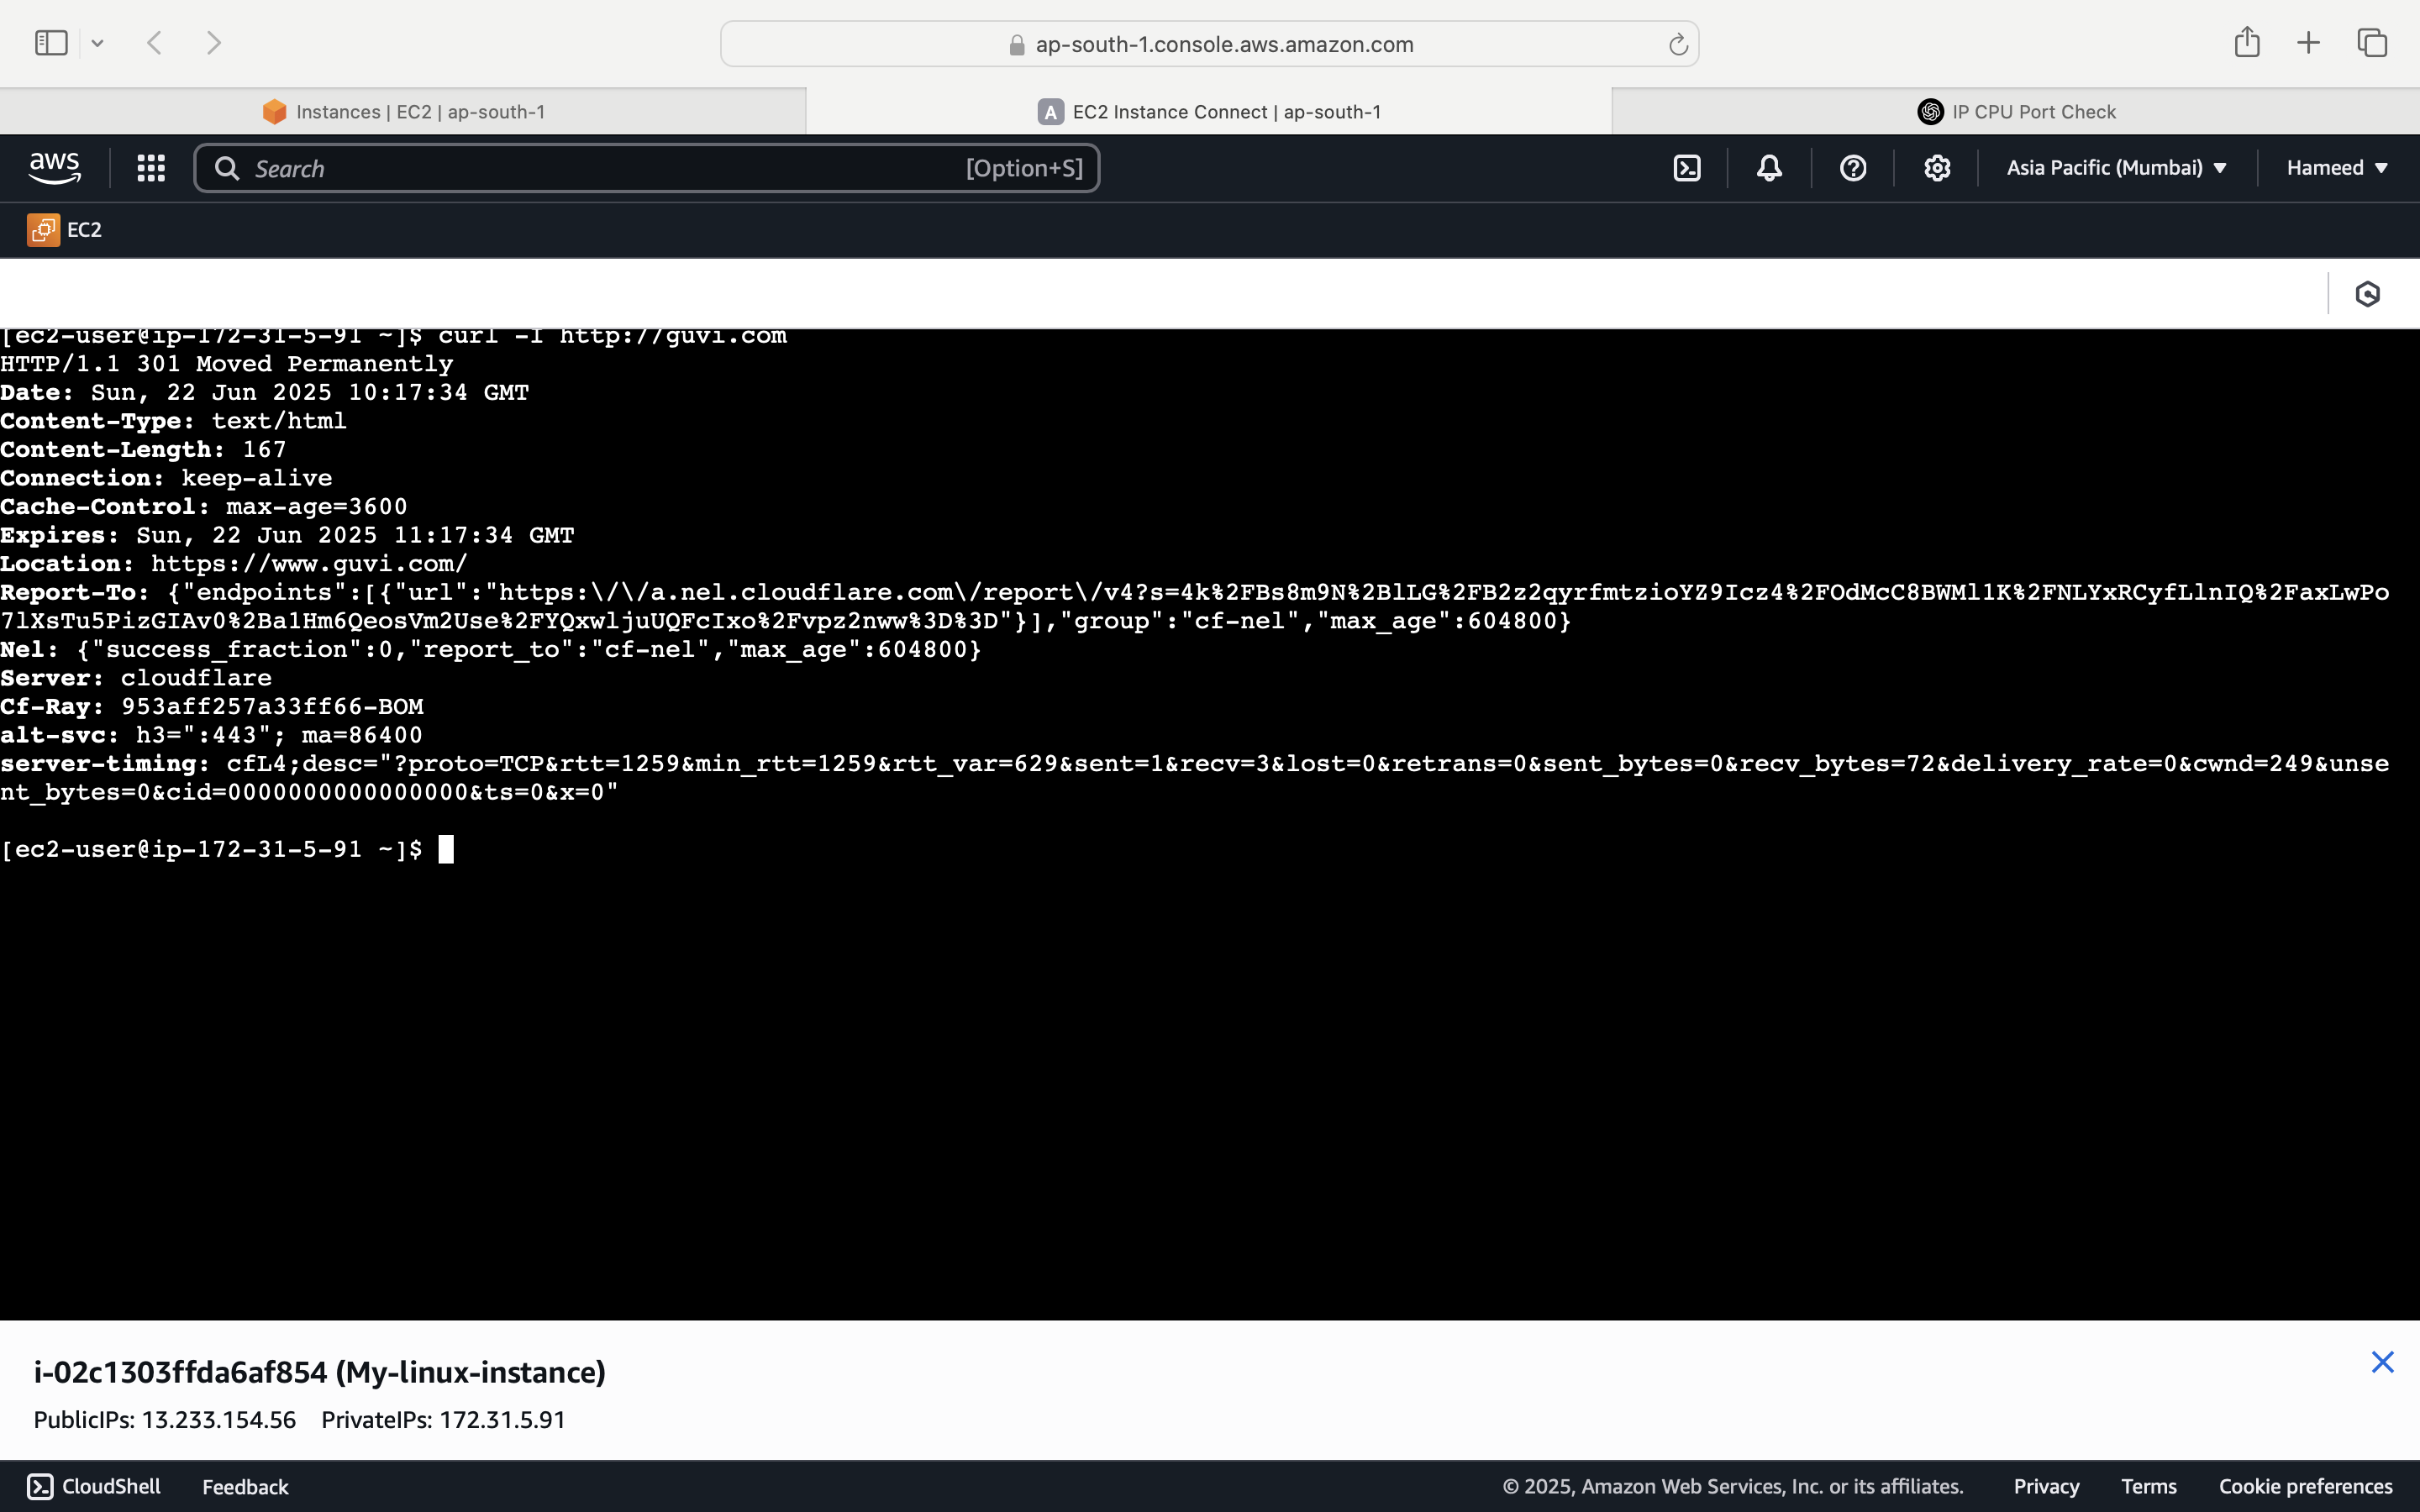 ap-south-1.console.aws.amazon.com
Instances | EC2 | ap-south-1
A EC2 Instance Connect | ap-south-1
IP CPU Port Check
aws
Search [Option+S]
Asia Pacific (Mumbai)
Hameed
EC2
[ec2-user@ip-172-31-5-91 ~]$ curl -I http://guvi.com
HTTP/1.1 301 Moved Permanently
Date: Sun, 22 Jun 2025 10:17:34 GMT
Content-Type: text/html
Content-Length: 167
Connection: keep-alive
Cache-Control: max-age=3600
Expires: Sun, 22 Jun 2025 11:17:34 GMT
Location: https://www.guvi.com/
Report-To: {"endpoints":[{"url":"https:\/\/a.nel.cloudflare.com\/report\/v4?s=4k%2FBs8m9N%2BlLG%2FB2z2qyrfmtzioYZ9Icz4%2FOdMcC8BWMl1K%2FNLYxRCyfLlnIQ%2FaxLwPo
7lXsTu5PizGIAv0%2Ba1Hm6QeosVm2Use%2FYQxwljuUQFcIxo%2Fvpz2nww%3D%3D"}],"group":"cf-nel","max_age":604800}
Nel: {"success_fraction":0,"report_to":"cf-nel","max_age":604800}
Server: cloudflare
Cf-Ray: 953aff257a33ff66-BOM
alt-svc: h3=":443"; ma=86400
server-timing: cfL4;desc="?proto=TCP&rtt=1259&min_rtt=1259&rtt_var=629&sent=1&recv=3&lost=0&retrans=0&sent_bytes=0&recv_bytes=72&delivery_rate=0&cwnd=249&unse
nt_bytes=0&cid=0000000000000000&ts=0&x=0"
[ec2-user@ip-172-31-5-91 ~]$
i-02c1303ffda6af854 (My-linux-instance)
PublicIPs: 13.233.154.56 PrivateIPs: 172.31.5.91
CloudShell Feedback © 2025, Amazon Web Services, Inc. or its affiliates. Privacy Terms Cookie preferences